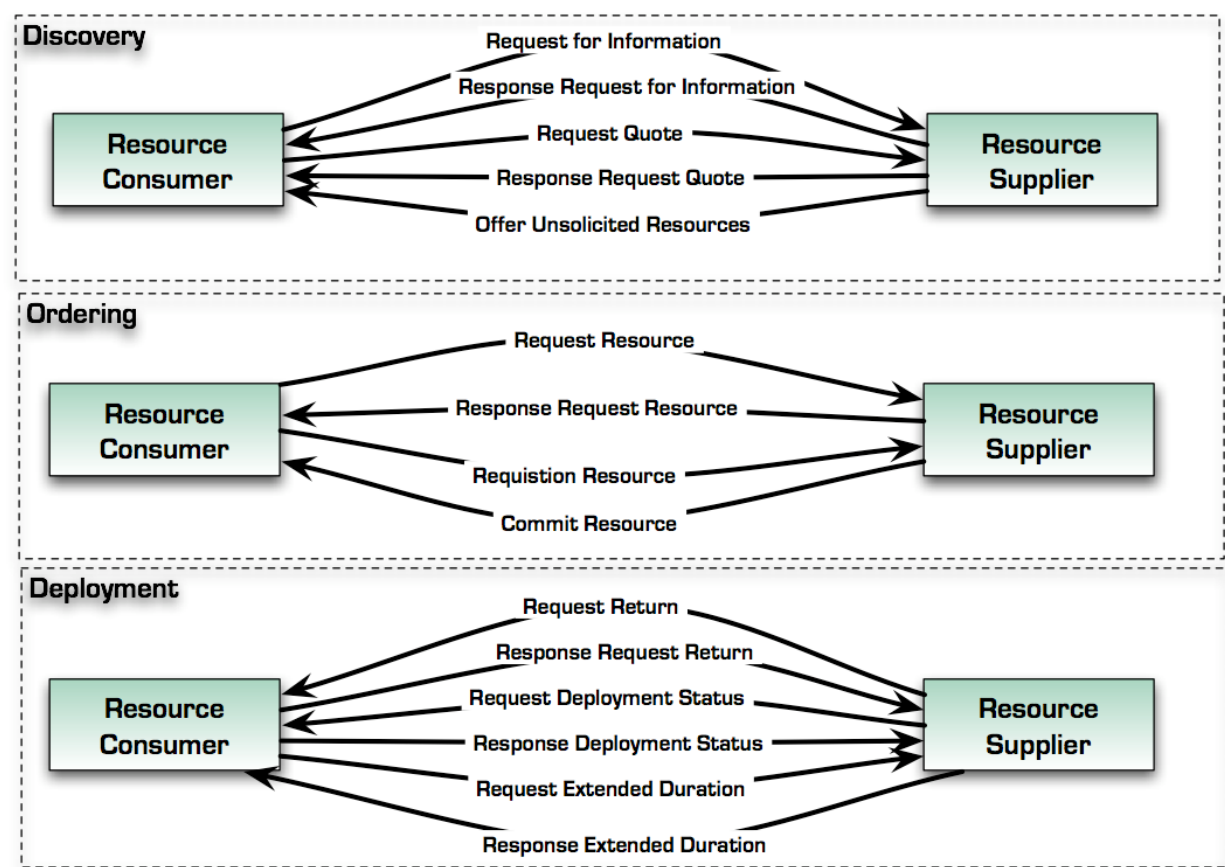 Discovery
Request for Information
Response Request for Information
Request Quote
Response Request Quote
Offer Unsolicited Resources
Resource
Consumer
Resource
Supplier
Ordering
Request Resource
Response Request Resource
Requistion Resource
Commit Resource
Resource
Consumer
Resource
Supplier
Deployment
Request Return
Response Request Return
Request Deployment Status
Response Deployment Status
Request Extended Duration
Response Extended Duration
Resource
Consumer
Resource
Supplier